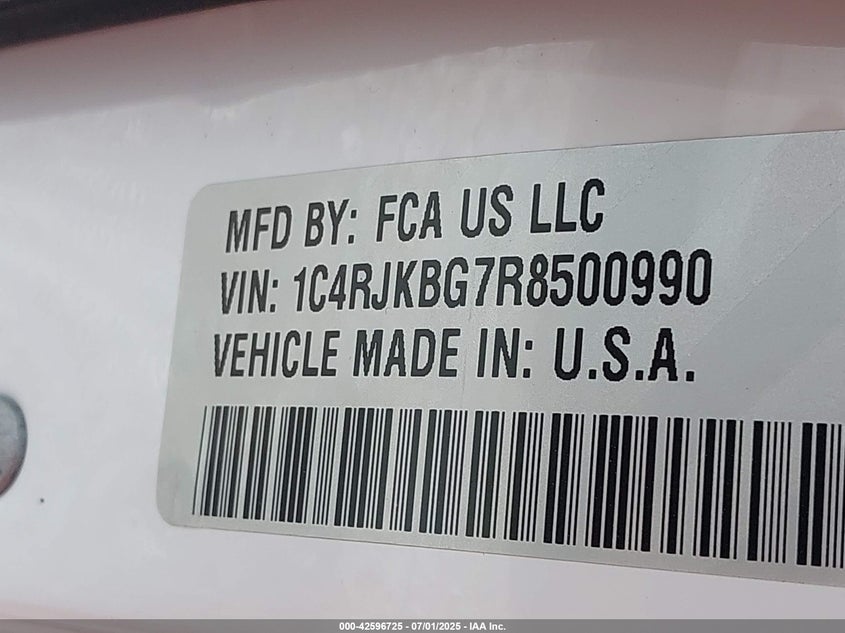 MFD BY: FCA US LLC
VIN: 1C4RJKBG7R8500990
VEHICLE MADE IN: U.S.A.
000-42596725 - 07/01/2025 - IAA Inc.